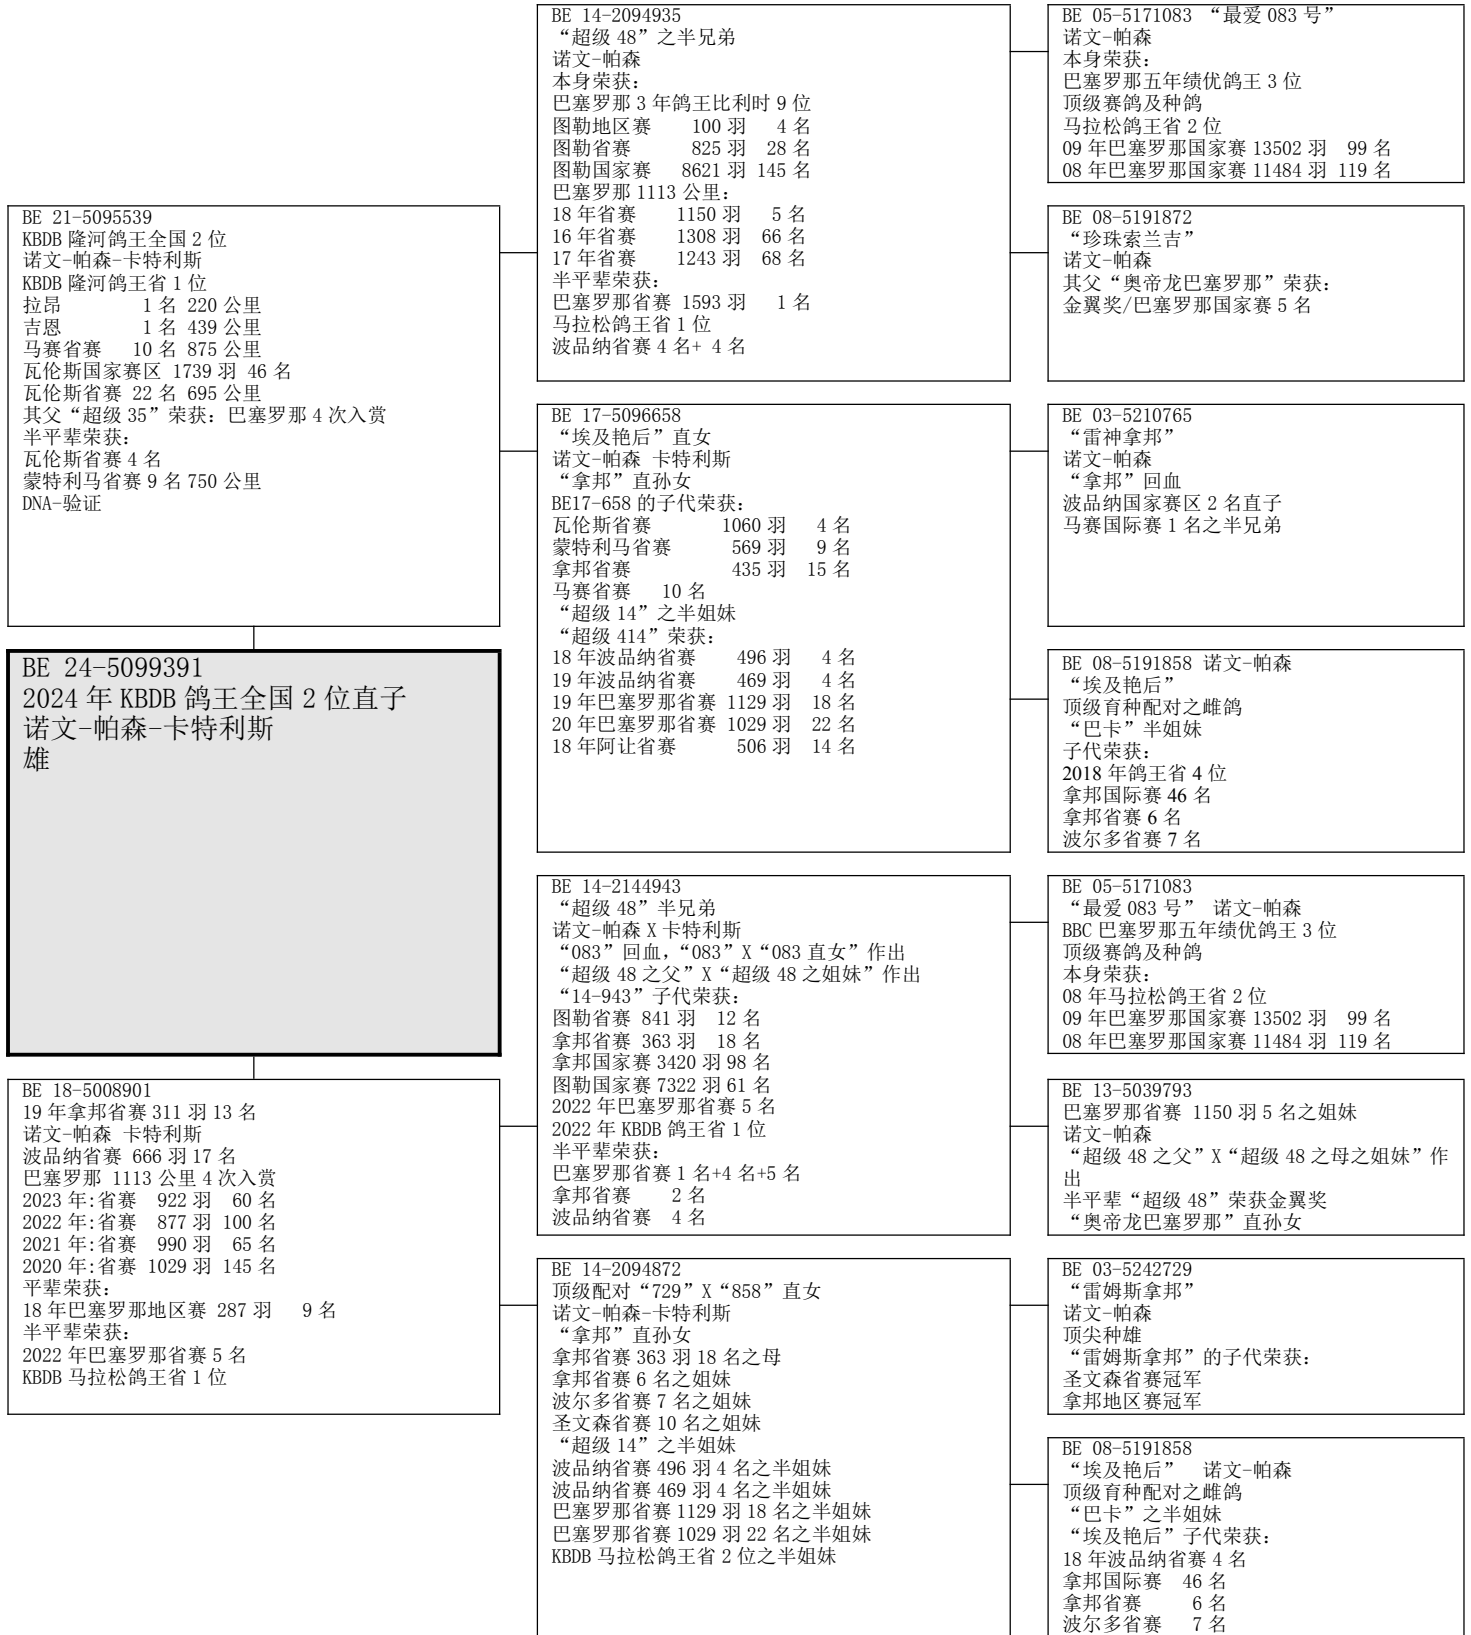 BE 21-5095539
KBDB 隆河鸽王全国 2 位
诺文-帕森-卡特利斯
KBDB 隆河鸽王省 1 位
拉昂 1 名 220 公里
吉恩 1 名 439 公里
马赛省赛 10 名 875 公里
瓦伦斯国家赛区 1739 羽 46 名
瓦伦斯省赛 22 名 695 公里
其父“超级 35”荣获：巴塞罗那 4 次入赏
半平辈荣获：
瓦伦斯省赛 4 名
蒙特利马省赛 9 名 750 公里
DNA-验证
BE 24-5099391
2024 年 KBDB 鸽王全国 2 位直子
诺文-帕森-卡特利斯
雄
BE 18-5008901
19 年拿邦省赛 311 羽 13 名
诺文-帕森 卡特利斯
波品纳省赛 666 羽 17 名
巴塞罗那 1113 公里 4 次入赏
2023 年:省赛 922 羽 60 名
2022 年:省赛 877 羽 100 名
2021 年:省赛 990 羽 65 名
2020 年:省赛 1029 羽 145 名
平辈荣获：
18 年巴塞罗那地区赛 287 羽 9 名
半平辈荣获：
2022 年巴塞罗那省赛 5 名
KBDB 马拉松鸽王省 1 位
BE 14-2094935
“超级 48”之半兄弟
诺文-帕森
本身荣获：
巴塞罗那 3 年鸽王比利时 9 位
图勒地区赛 100 羽 4 名
图勒省赛 825 羽 28 名
图勒国家赛 8621 羽 145 名
巴塞罗那 1113 公里：
18 年省赛 1150 羽 5 名
16 年省赛 1308 羽 66 名
17 年省赛 1243 羽 68 名
半平辈荣获：
巴塞罗那省赛 1593 羽 1 名
马拉松鸽王省 1 位
波品纳省赛 4 名+ 4 名
BE 17-5096658
“埃及艳后”直女
诺文-帕森 卡特利斯
“拿邦”直孙女
BE17-658 的子代荣获：
瓦伦斯省赛 1060 羽 4 名
蒙特利马省赛 569 羽 9 名
拿邦省赛 435 羽 15 名
马赛省赛 10 名
“超级 14”之半姐妹
“超级 414”荣获：
18 年波品纳省赛 496 羽 4 名
19 年波品纳省赛 469 羽 4 名
19 年巴塞罗那省赛 1129 羽 18 名
20 年巴塞罗那省赛 1029 羽 22 名
18 年阿让省赛 506 羽 14 名
BE 14-2144943
“超级 48”半兄弟
诺文-帕森 X 卡特利斯
“083”回血，“083”X“083 直女”作出
“超级 48 之父”X“超级 48 之姐妹”作出
“14-943”子代荣获：
图勒省赛 841 羽 12 名
拿邦省赛 363 羽 18 名
拿邦国家赛 3420 羽 98 名
图勒国家赛 7322 羽 61 名
2022 年巴塞罗那省赛 5 名
2022 年 KBDB 鸽王省 1 位
半平辈荣获：
巴塞罗那省赛 1 名+4 名+5 名
拿邦省赛 2 名
波品纳省赛 4 名
BE 14-2094872
顶级配对“729”X“858”直女
诺文-帕森-卡特利斯
“拿邦”直孙女
拿邦省赛 363 羽 18 名之母
拿邦省赛 6 名之姐妹
波尔多省赛 7 名之姐妹
圣文森省赛 10 名之姐妹
“超级 14”之半姐妹
波品纳省赛 496 羽 4 名之半姐妹
波品纳省赛 469 羽 4 名之半姐妹
巴塞罗那省赛 1129 羽 18 名之半姐妹
巴塞罗那省赛 1029 羽 22 名之半姐妹
KBDB 马拉松鸽王省 2 位之半姐妹
BE 05-5171083 “最爱 083 号”
诺文-帕森
本身荣获：
巴塞罗那五年绩优鸽王 3 位
顶级赛鸽及种鸽
马拉松鸽王省 2 位
09 年巴塞罗那国家赛 13502 羽 99 名
08 年巴塞罗那国家赛 11484 羽 119 名
BE 08-5191872
“珍珠索兰吉”
诺文-帕森
其父“奥帝龙巴塞罗那”荣获：
金翼奖/巴塞罗那国家赛 5 名
BE 03-5210765
“雷神拿邦”
诺文-帕森
“拿邦”回血
波品纳国家赛区 2 名直子
马赛国际赛 1 名之半兄弟
BE 08-5191858 诺文-帕森
“埃及艳后”
顶级育种配对之雌鸽
“巴卡”半姐妹
子代荣获：
2018 年鸽王省 4 位
拿邦国际赛 46 名
拿邦省赛 6 名
波尔多省赛 7 名
BE 05-5171083
“最爱 083 号” 诺文-帕森
BBC 巴塞罗那五年绩优鸽王 3 位
顶级赛鸽及种鸽
本身荣获：
08 年马拉松鸽王省 2 位
09 年巴塞罗那国家赛 13502 羽 99 名
08 年巴塞罗那国家赛 11484 羽 119 名
BE 13-5039793
巴塞罗那省赛 1150 羽 5 名之姐妹
诺文-帕森
“超级 48 之父”X“超级 48 之母之姐妹”作
出
半平辈“超级 48”荣获金翼奖
“奥帝龙巴塞罗那”直孙女
BE 03-5242729
“雷姆斯拿邦”
诺文-帕森
顶尖种雄
“雷姆斯拿邦”的子代荣获：
圣文森省赛冠军
拿邦地区赛冠军
BE 08-5191858
“埃及艳后” 诺文-帕森
顶级育种配对之雌鸽
“巴卡”之半姐妹
“埃及艳后”子代荣获：
18 年波品纳省赛 4 名
拿邦国际赛 46 名
拿邦省赛 6 名
波尔多省赛 7 名